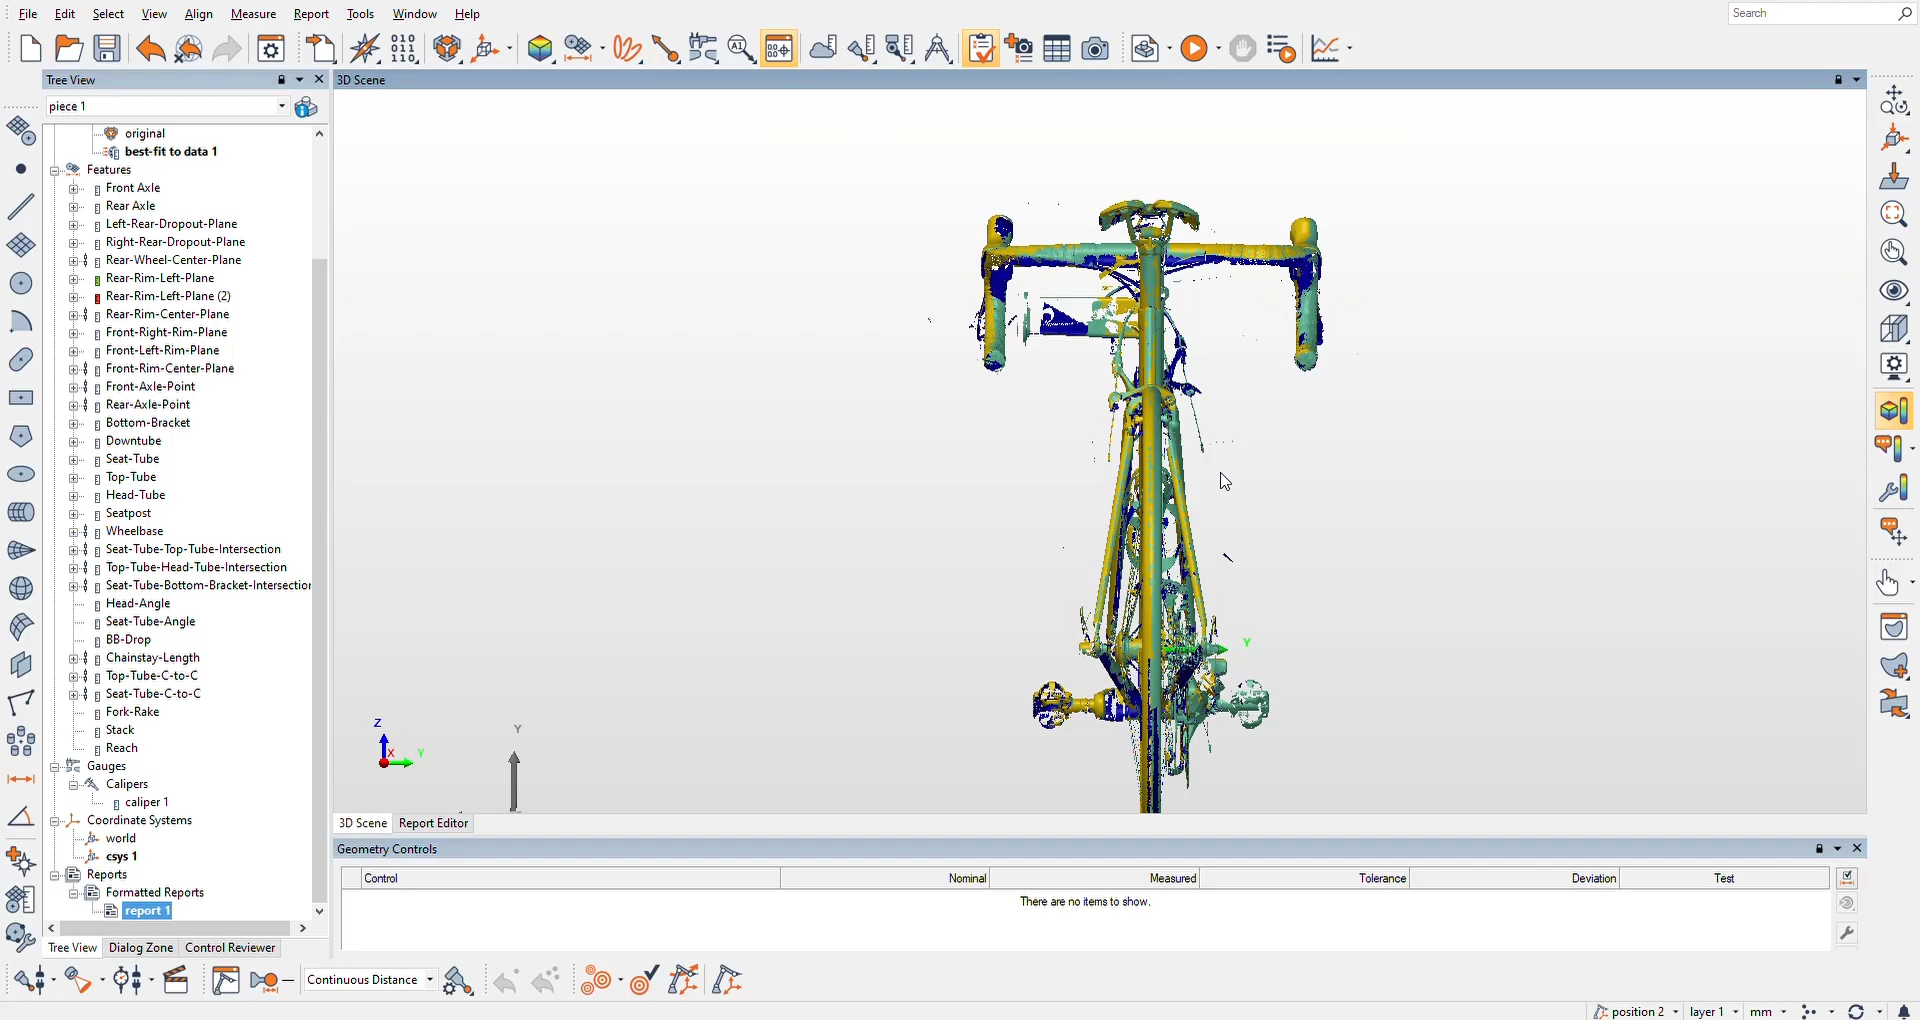 File Edit Select View Align Measure Report Tools Window Help
Search
010
011
111
A1
0.0
Tree View
3D Scene
piece 1
original
best-fit to data 1
Features
Front Axle
Rear Axle
Left-Rear-Dropout-Plane
Right-Rear-Dropout-Plane
Rear-Wheel-Center-Plane
Rear-Rim-Left-Plane
Rear-Rim-Left-Plane (2)
Rear-Rim-Center-Plane
Front-Right-Rim-Plane
Front-Left-Rim-Plane
Front-Rim-Center-Plane
Front-Axle-Point
Rear-Axle-Point
Bottom-Bracket
Downtube
Seat-Tube
Top-Tube
Head-Tube
Seatpost
Wheelbase
Seat-Tube-Top-Tube-Intersection
Top-Tube-Head-Tube-Intersection
Seat-Tube-Bottom-Bracket-Intersection
Head-Angle
Seat-Tube-Angle
BB-Drop
Chainstay-Length
Top-Tube-C-to-C
Seat-Tube-C-to-C
Fork-Rake
Stack
Reach
Gauges
Calipers
caliper 1
Coordinate Systems
world
csys 1
Reports
Formatted Reports
report 1
Tree View Dialog Zone Control Reviewer
Y
Z
X
Y
Y
3D Scene Report Editor
Geometry Controls
Control Nominal Measured Tolerance Deviation Test
There are no items to show.
Continuous Distance
position 2 layer 1 mm